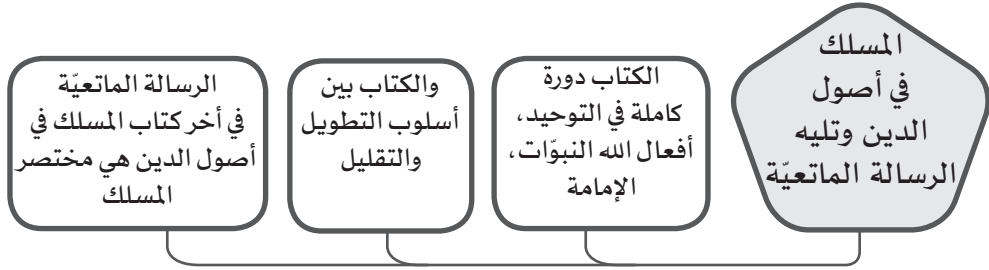 المسلك
في أصول
الدين وتليه
الرسالة الماتعيّة
الكتاب دورة
كاملة في التوحيد،
أفعال الله النبوّات،
الإمامة
والكتاب بين
أسلوب التطويل
والتقليل
الرسالة الماتعيّة
في أخر كتاب المسلك في
أصول الدين هي مختصر
المسلك